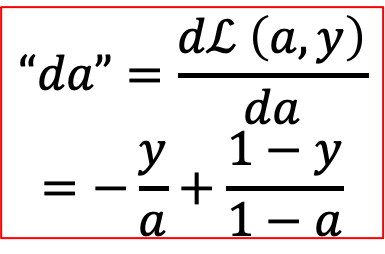 “da” = dℒ (a, y) / da
= − y/a + 1 − y / 1 − a